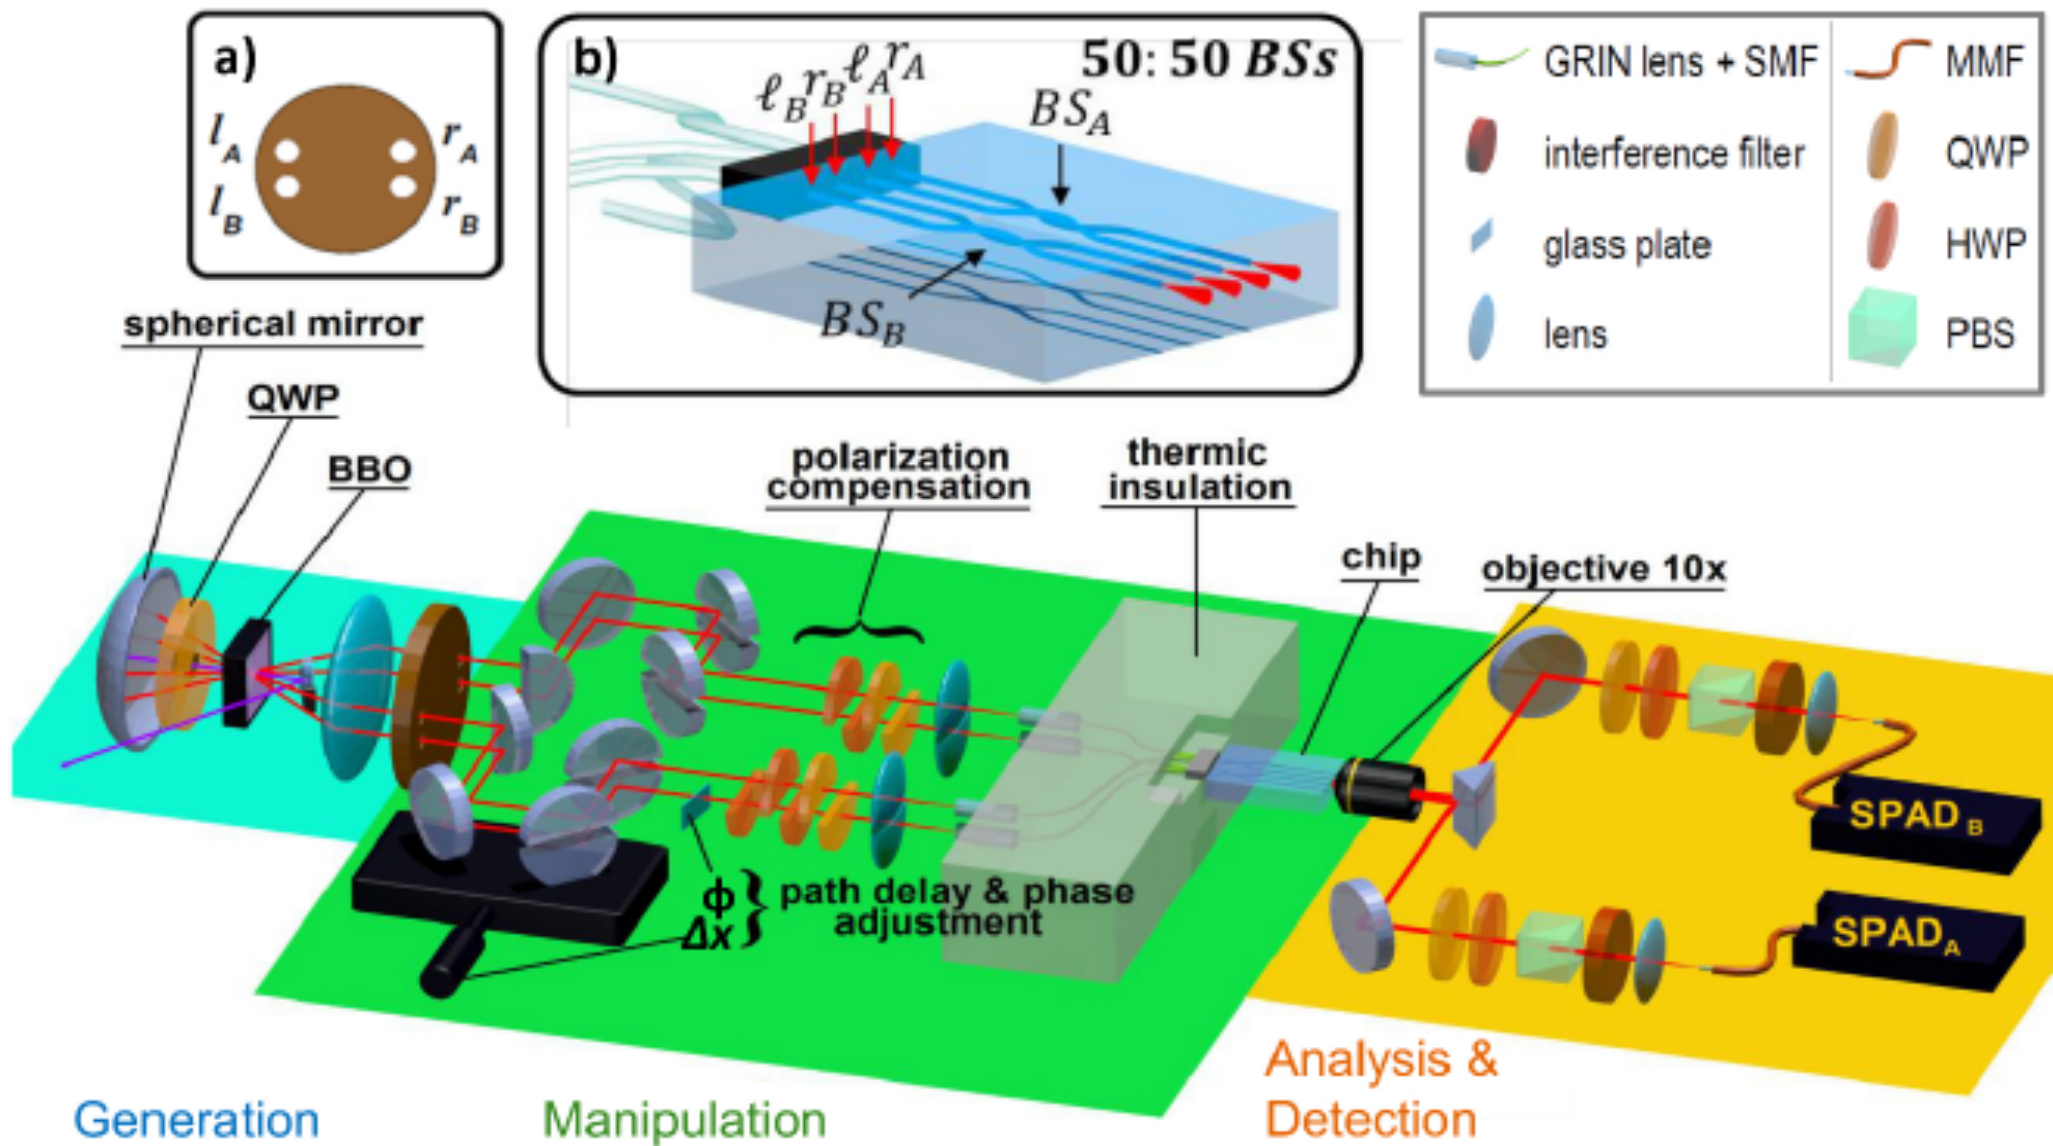 a)
l_A
r_A
l_B
r_B
b)
50:50 BSs
ℓ_B r_B ℓ_A r_A
BS_A
BS_B
GRIN lens + SMF
interference filter
glass plate
lens
MMF
QWP
HWP
PBS
spherical mirror
QWP
BBO
polarization
compensation
thermic
insulation
chip
objective 10x
ϕ
Δx
path delay & phase
adjustment
SPAD_B
SPAD_A
Generation
Manipulation
Analysis &
Detection